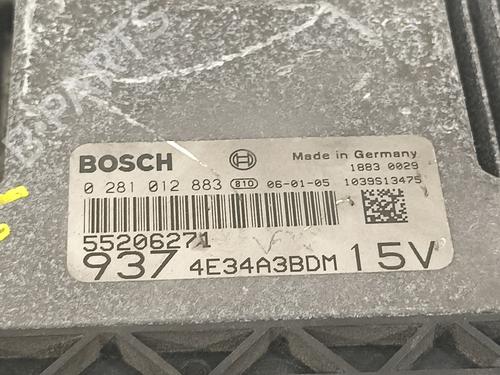 B-PARTS
BOSCH
Made in Germany
1883 0029
0 281 012 883 810 06-01-05 1039S13475
55206271
937 4E34A3BDM 15V